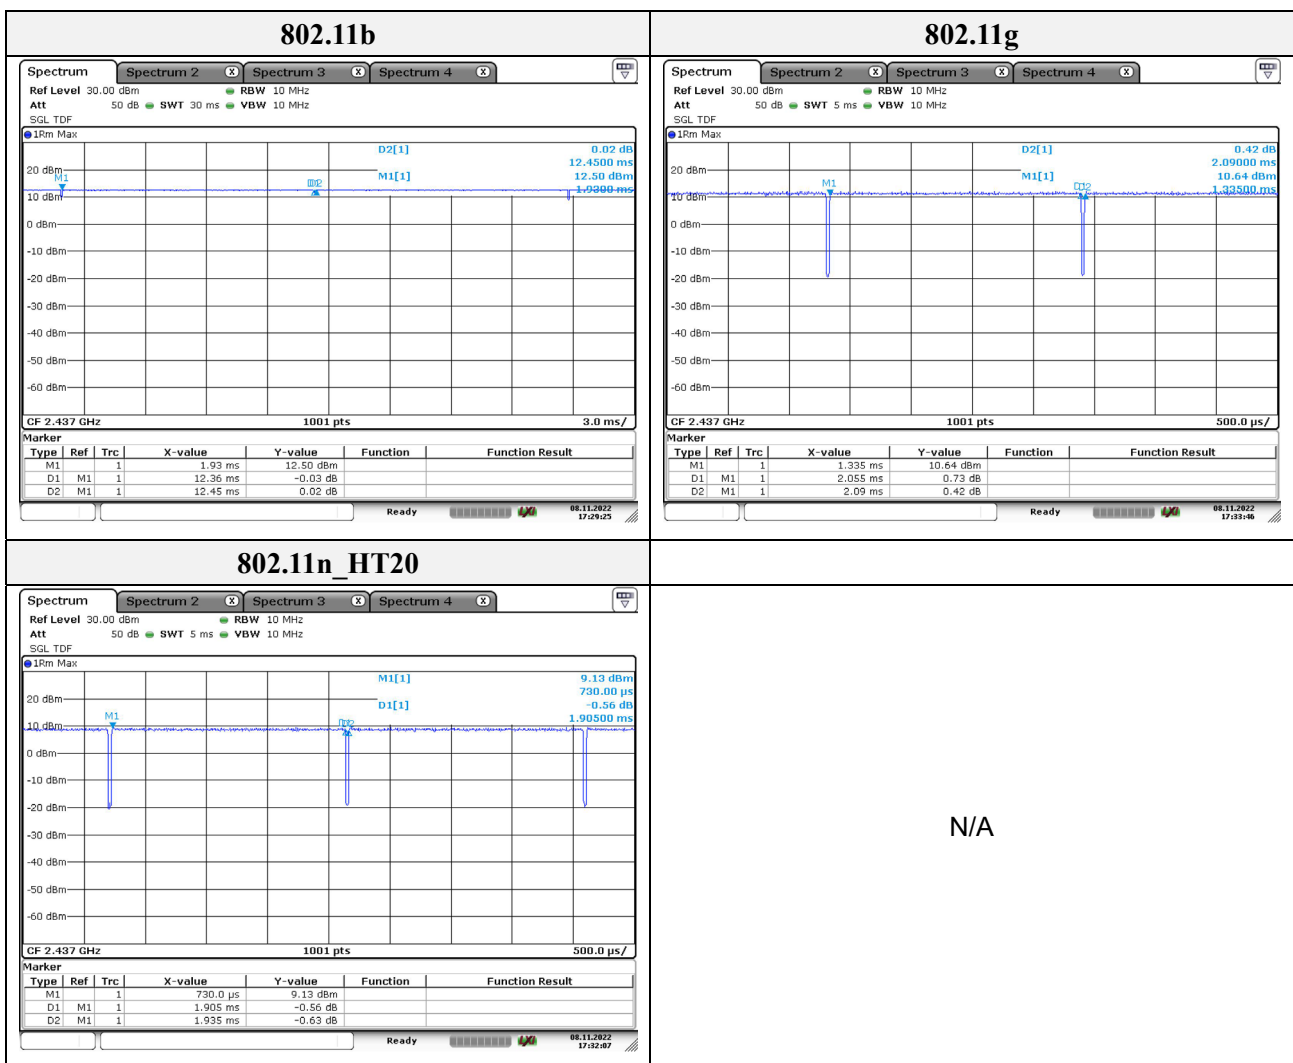 802.11b
Spectrum Spectrum 2 X Spectrum 3 X Spectrum 4 X
Ref Level 30.00 dBm RBW 10 MHz
Att 50 dB SWT 30 ms VBW 10 MHz
SGL TDF
1Rm Max
D2[1] 0.02 dB
12.4500 ms
20 dBm
M1
M1[1] 12.50 dBm
1.9300 ms
10 dBm
0 dBm
-10 dBm
-20 dBm
-30 dBm
-40 dBm
-50 dBm
-60 dBm
CF 2.437 GHz 1001 pts 3.0 ms/
Marker
Type Ref Trc X-value Y-value Function Function Result
M1 1 1.93 ms 12.50 dBm
D1 M1 1 12.36 ms -0.03 dB
D2 M1 1 12.45 ms 0.02 dB
Ready LXI 08.11.2022
17:29:25
802.11g
Spectrum Spectrum 2 X Spectrum 3 X Spectrum 4 X
Ref Level 30.00 dBm RBW 10 MHz
Att 50 dB SWT 5 ms VBW 10 MHz
SGL TDF
1Rm Max
D2[1] 0.42 dB
2.09000 ms
20 dBm
M1
M1[1] 10.64 dBm
1.33500 ms
10 dBm
0 dBm
-10 dBm
-20 dBm
-30 dBm
-40 dBm
-50 dBm
-60 dBm
CF 2.437 GHz 1001 pts 500.0 µs/
Marker
Type Ref Trc X-value Y-value Function Function Result
M1 1 1.335 ms 10.64 dBm
D1 M1 1 2.055 ms 0.73 dB
D2 M1 1 2.09 ms 0.42 dB
Ready LXI 08.11.2022
17:33:46
802.11n_HT20
Spectrum Spectrum 2 X Spectrum 3 X Spectrum 4 X
Ref Level 30.00 dBm RBW 10 MHz
Att 50 dB SWT 5 ms VBW 10 MHz
SGL TDF
1Rm Max
M1[1] 9.13 dBm
730.00 µs
20 dBm
D1[1] -0.56 dB
1.90500 ms
M1
10 dBm
0 dBm
-10 dBm
-20 dBm
-30 dBm
-40 dBm
-50 dBm
-60 dBm
CF 2.437 GHz 1001 pts 500.0 µs/
Marker
Type Ref Trc X-value Y-value Function Function Result
M1 1 730.0 µs 9.13 dBm
D1 M1 1 1.905 ms -0.56 dB
D2 M1 1 1.935 ms -0.63 dB
Ready LXI 08.11.2022
17:32:07
N/A